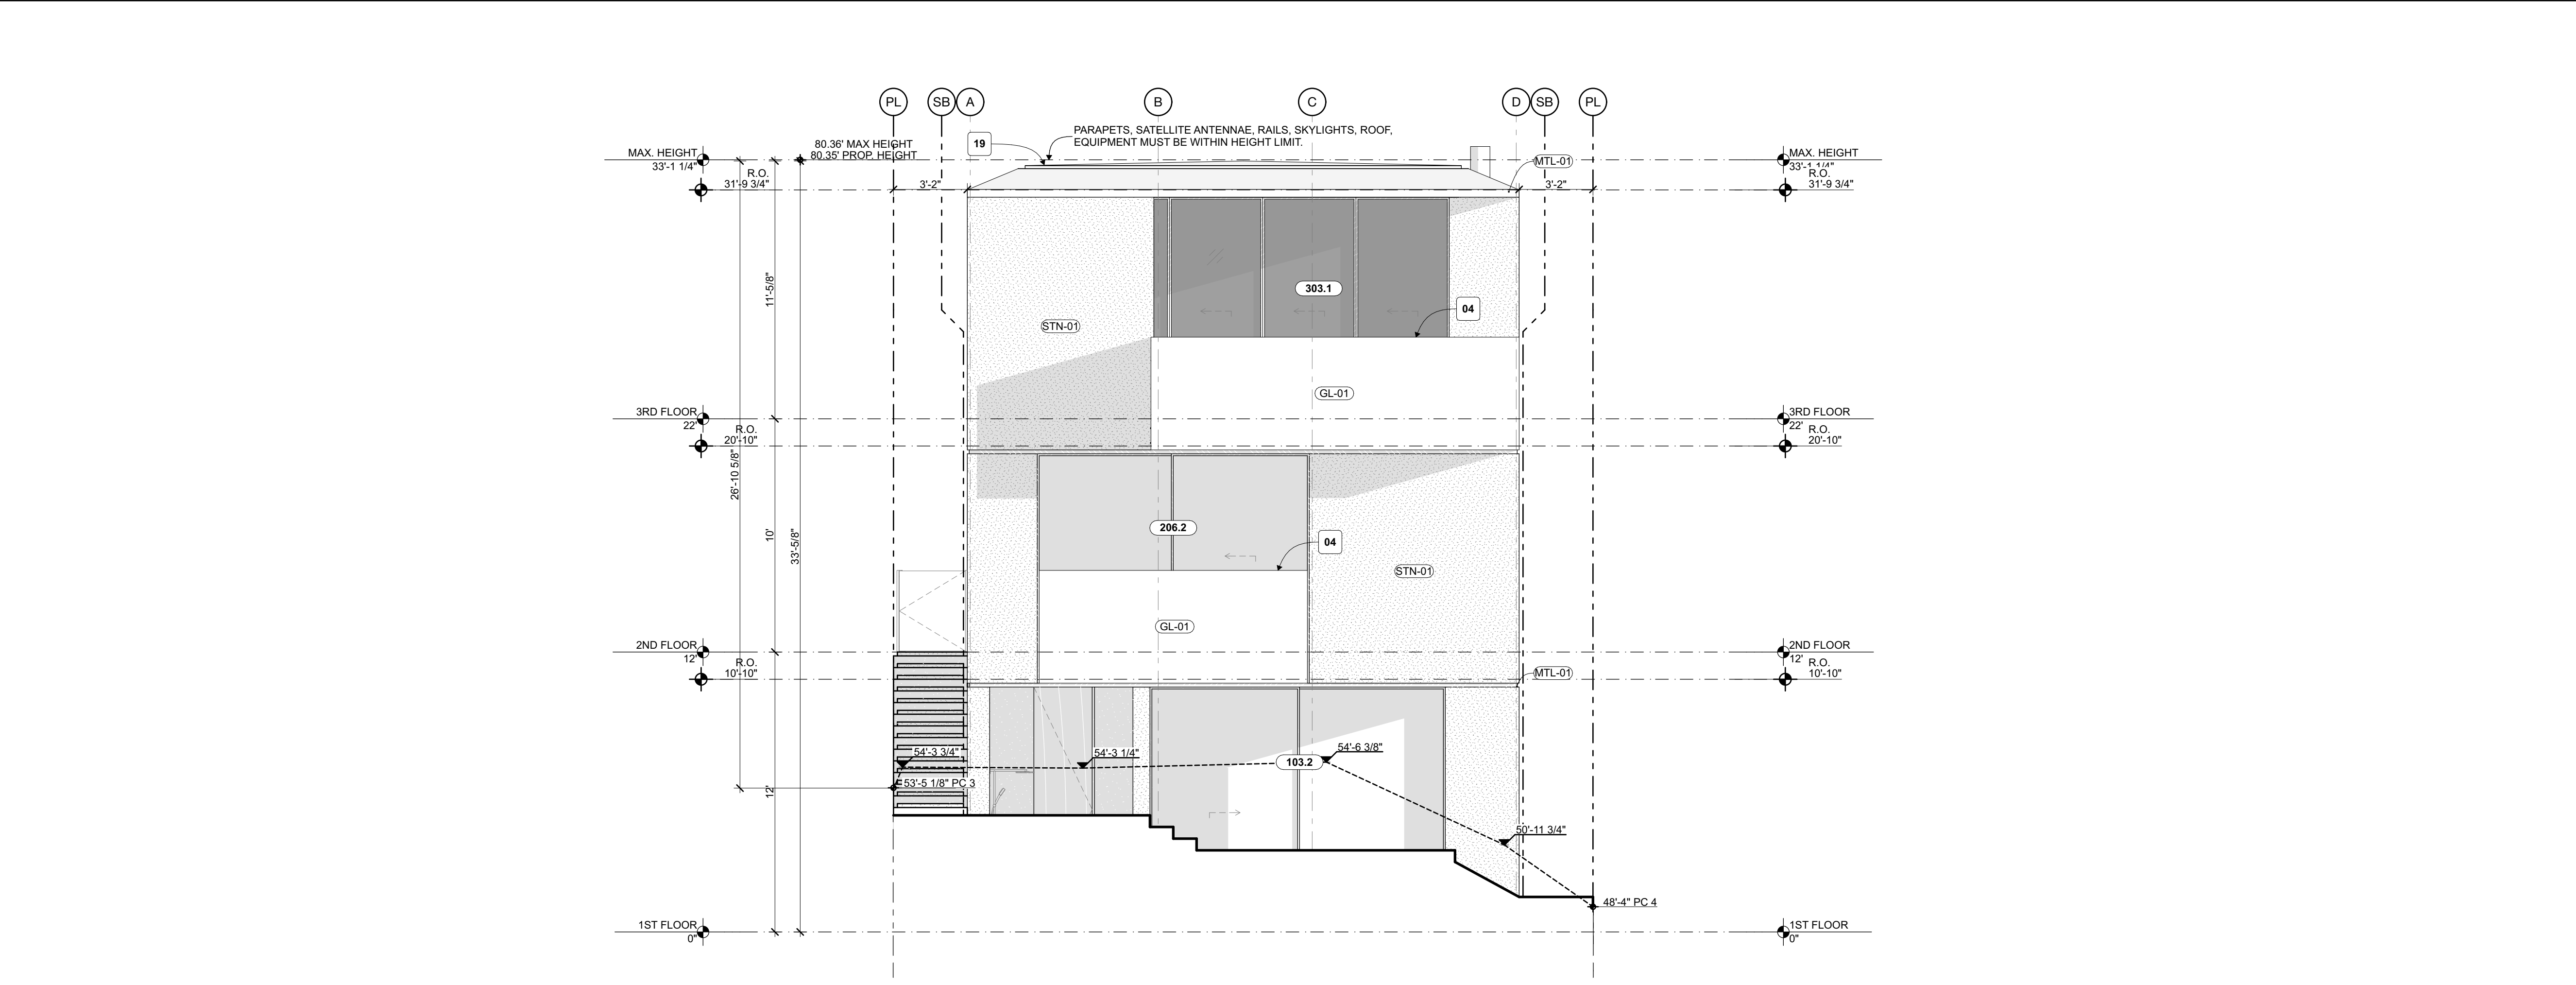 PL SB A B C D SB PL
PARAPETS, SATELLITE ANTENNAE, RAILS, SKYLIGHTS, ROOF,
EQUIPMENT MUST BE WITHIN HEIGHT LIMIT.
19
80.36' MAX HEIGHT
80.35' PROP. HEIGHT
MAX. HEIGHT
33'-1 1/4"
R.O.
31'-9 3/4"
3'-2"
3'-2"
MTL-01
MAX. HEIGHT
33'-1 1/4"
R.O.
31'-9 3/4"
11'-5/8"
303.1
04
STN-01
GL-01
3RD FLOOR
22'
R.O.
20'-10"
3RD FLOOR
22'
R.O.
20'-10"
26'-10 5/8"
10'
33'-5/8"
206.2
04
STN-01
GL-01
2ND FLOOR
12'
R.O.
10'-10"
2ND FLOOR
12'
R.O.
10'-10"
MTL-01
54'-3 3/4"
54'-3 1/4"
54'-6 3/8"
103.2
53'-5 1/8" PC 3
12'
50'-11 3/4"
48'-4" PC 4
1ST FLOOR
0"
1ST FLOOR
0"